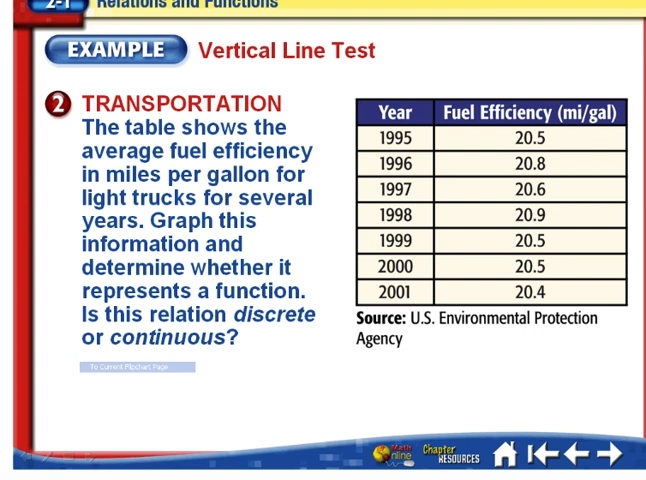 2-1 Relations and Functions
EXAMPLE Vertical Line Test
2 TRANSPORTATION
The table shows the
average fuel efficiency
in miles per gallon for
light trucks for several
years. Graph this
information and
determine whether it
represents a function.
Is this relation discrete
or continuous?
To Current Flipchart Page
Year Fuel Efficiency (mi/gal)
1995 20.5
1996 20.8
1997 20.6
1998 20.9
1999 20.5
2000 20.5
2001 20.4
Source: U.S. Environmental Protection
Agency
Math
Online
Chapter
RESOURCES